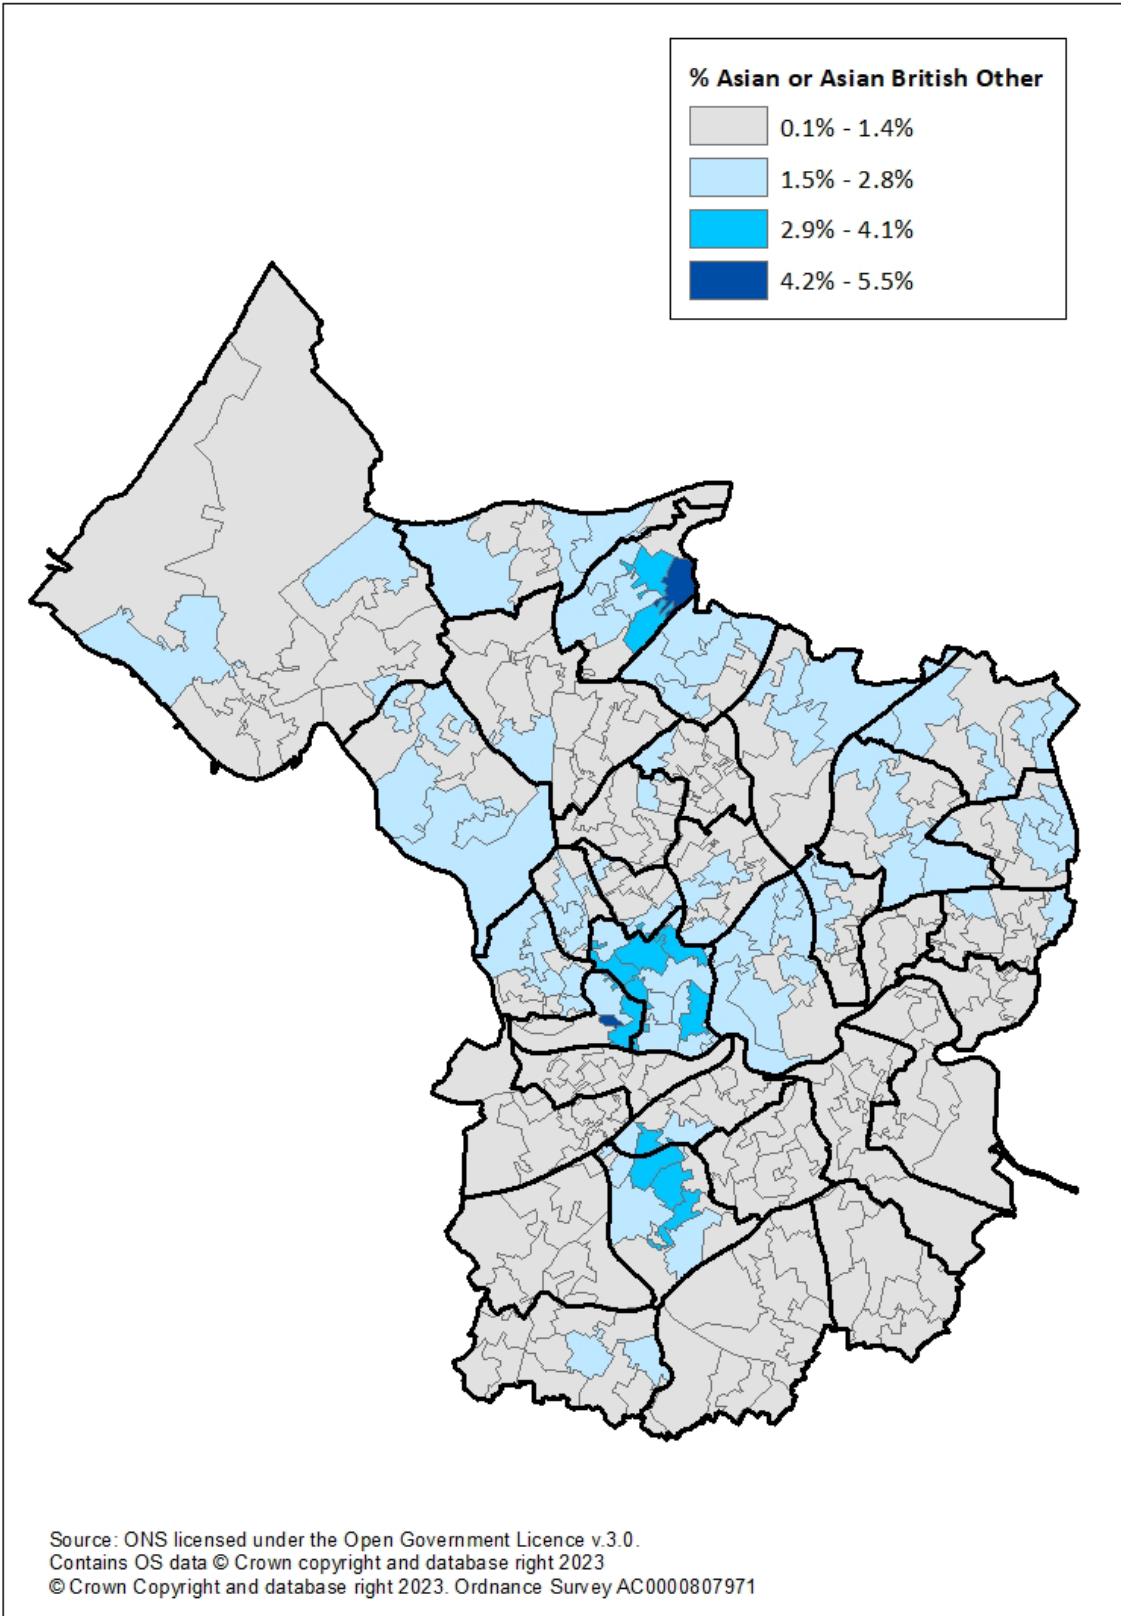 % Asian or Asian British Other
0.1% - 1.4%
1.5% - 2.8%
2.9% - 4.1%
4.2% - 5.5%
Source: ONS licensed under the Open Government Licence v.3.0.
Contains OS data © Crown copyright and database right 2023
© Crown Copyright and database right 2023. Ordnance Survey AC0000807971